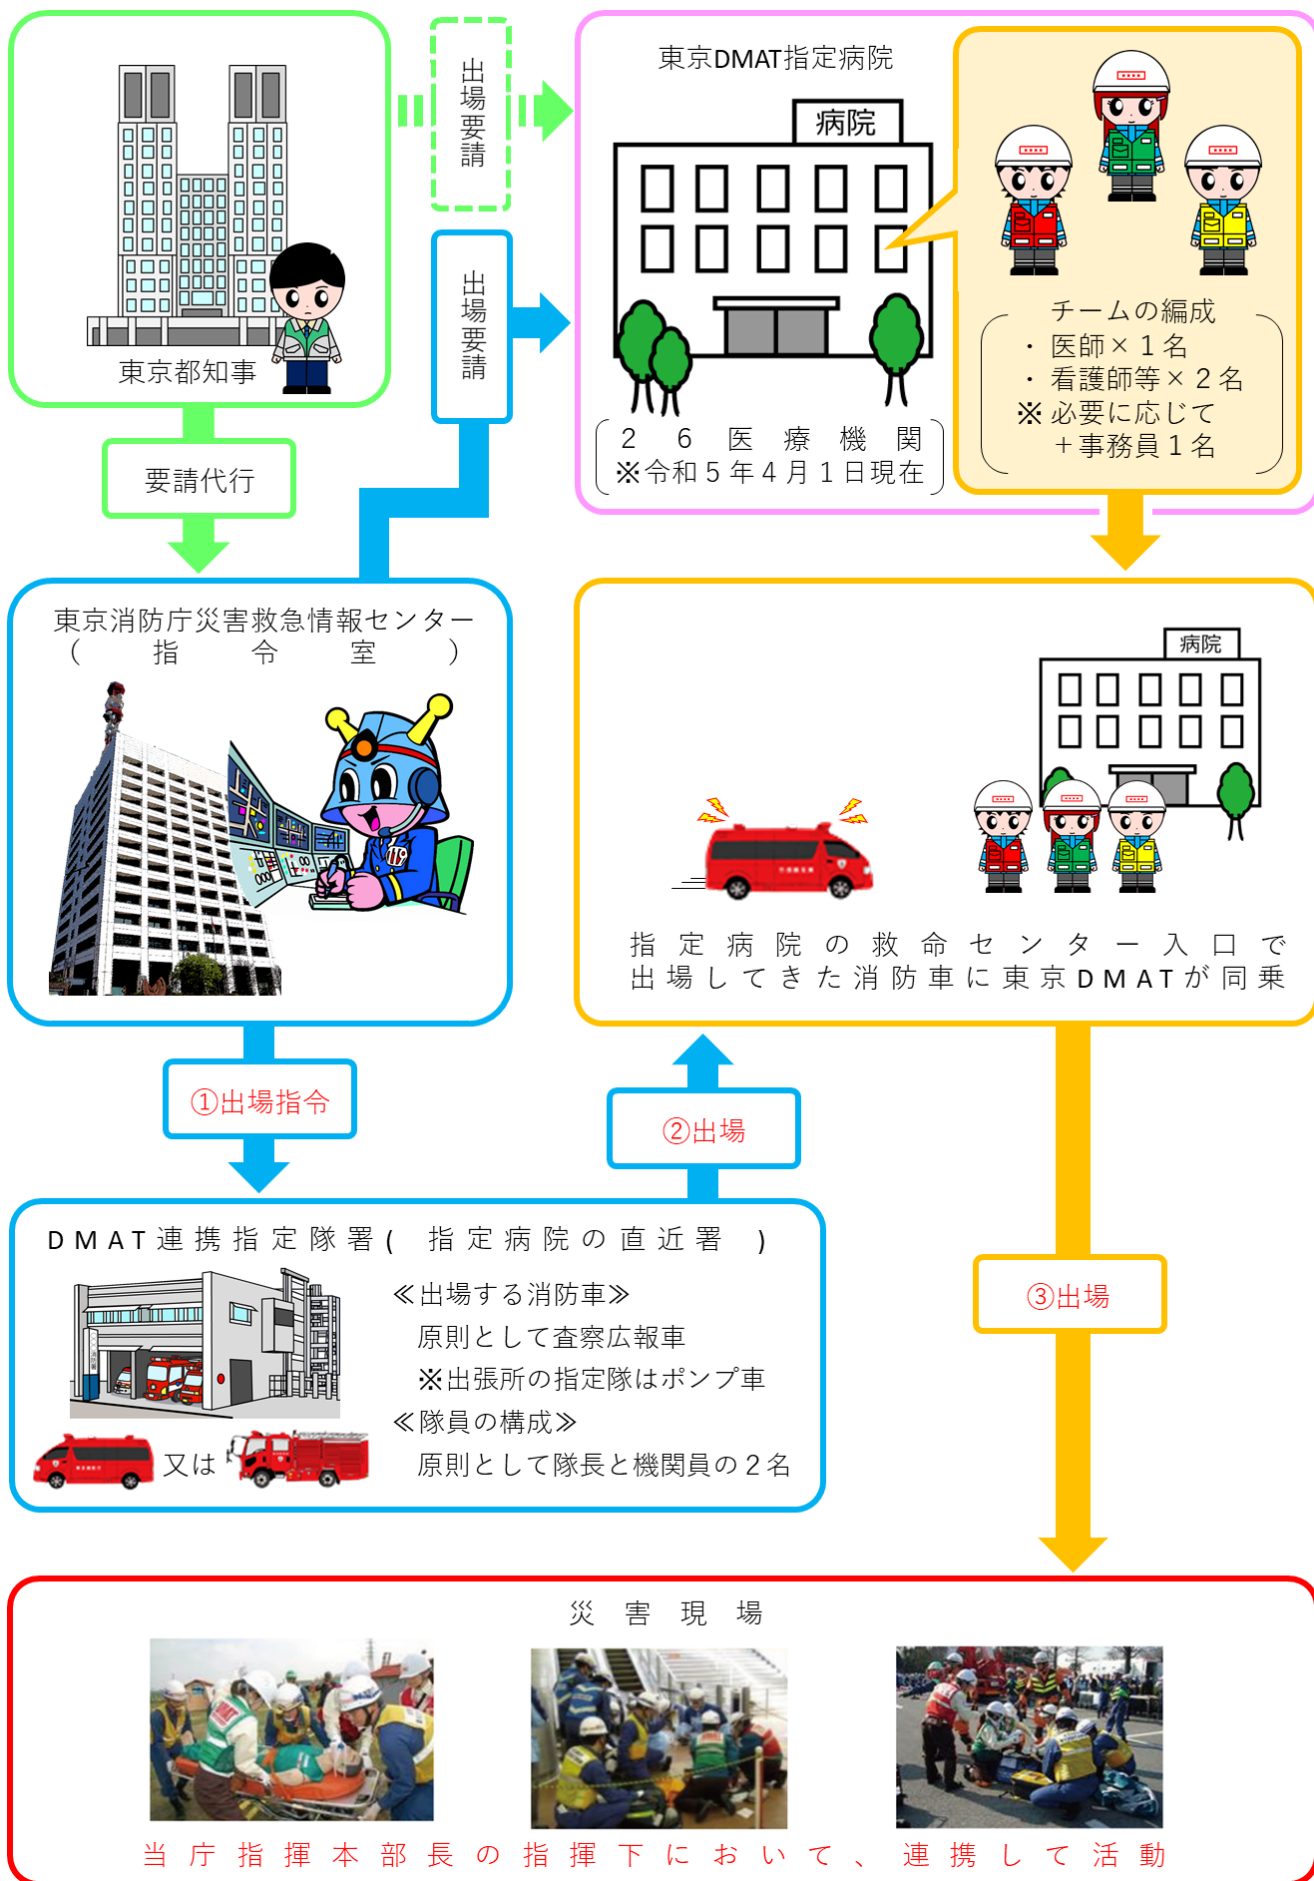 出場要請
東京DMAT指定病院
病院
東京都知事
出場要請
チームの編成
・ 医師×１名
・ 看護師等×２名
※ 必要に応じて
＋事務員１名
２６医療機関
※令和５年４月１日現在
要請代行
東京消防庁災害救急情報センター
（指令室）
病院
指定病院の救命センター入口で
出場してきた消防車に東京DMATが同乗
①出場指令
②出場
DMAT連携指定隊署(指定病院の直近署)
≪出場する消防車≫
原則として査察広報車
※出張所の指定隊はポンプ車
≪隊員の構成≫
原則として隊長と機関員の２名
又は
③出場
災害現場
当庁指揮本部長の指揮下において、連携して活動